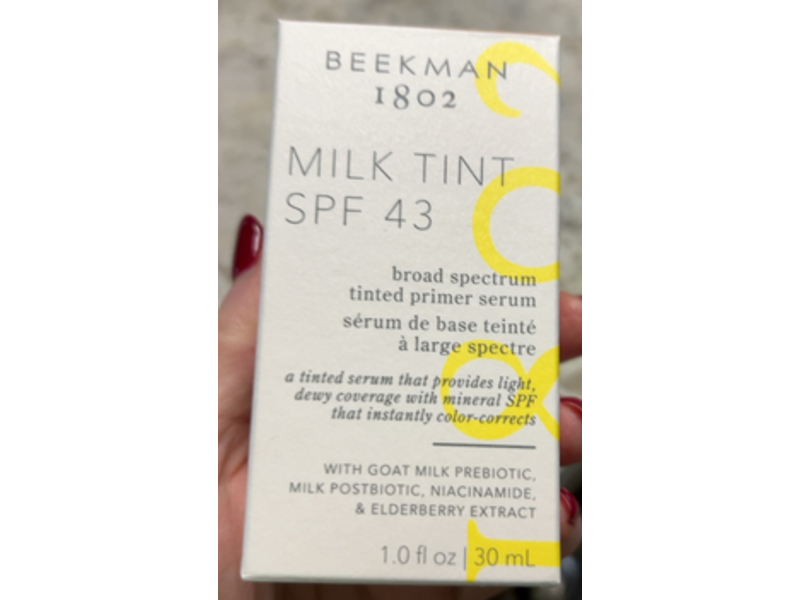 BEEKMAN
1802
MILK TINT
SPF 43
broad spectrum
tinted primer serum
sérum de base teinté
à large spectre
a tinted serum that provides light,
dewy coverage with mineral SPF
that instantly color-corrects
WITH GOAT MILK PREBIOTIC,
MILK POSTBIOTIC, NIACINAMIDE,
& ELDERBERRY EXTRACT
1.0 fl oz | 30 mL
1802